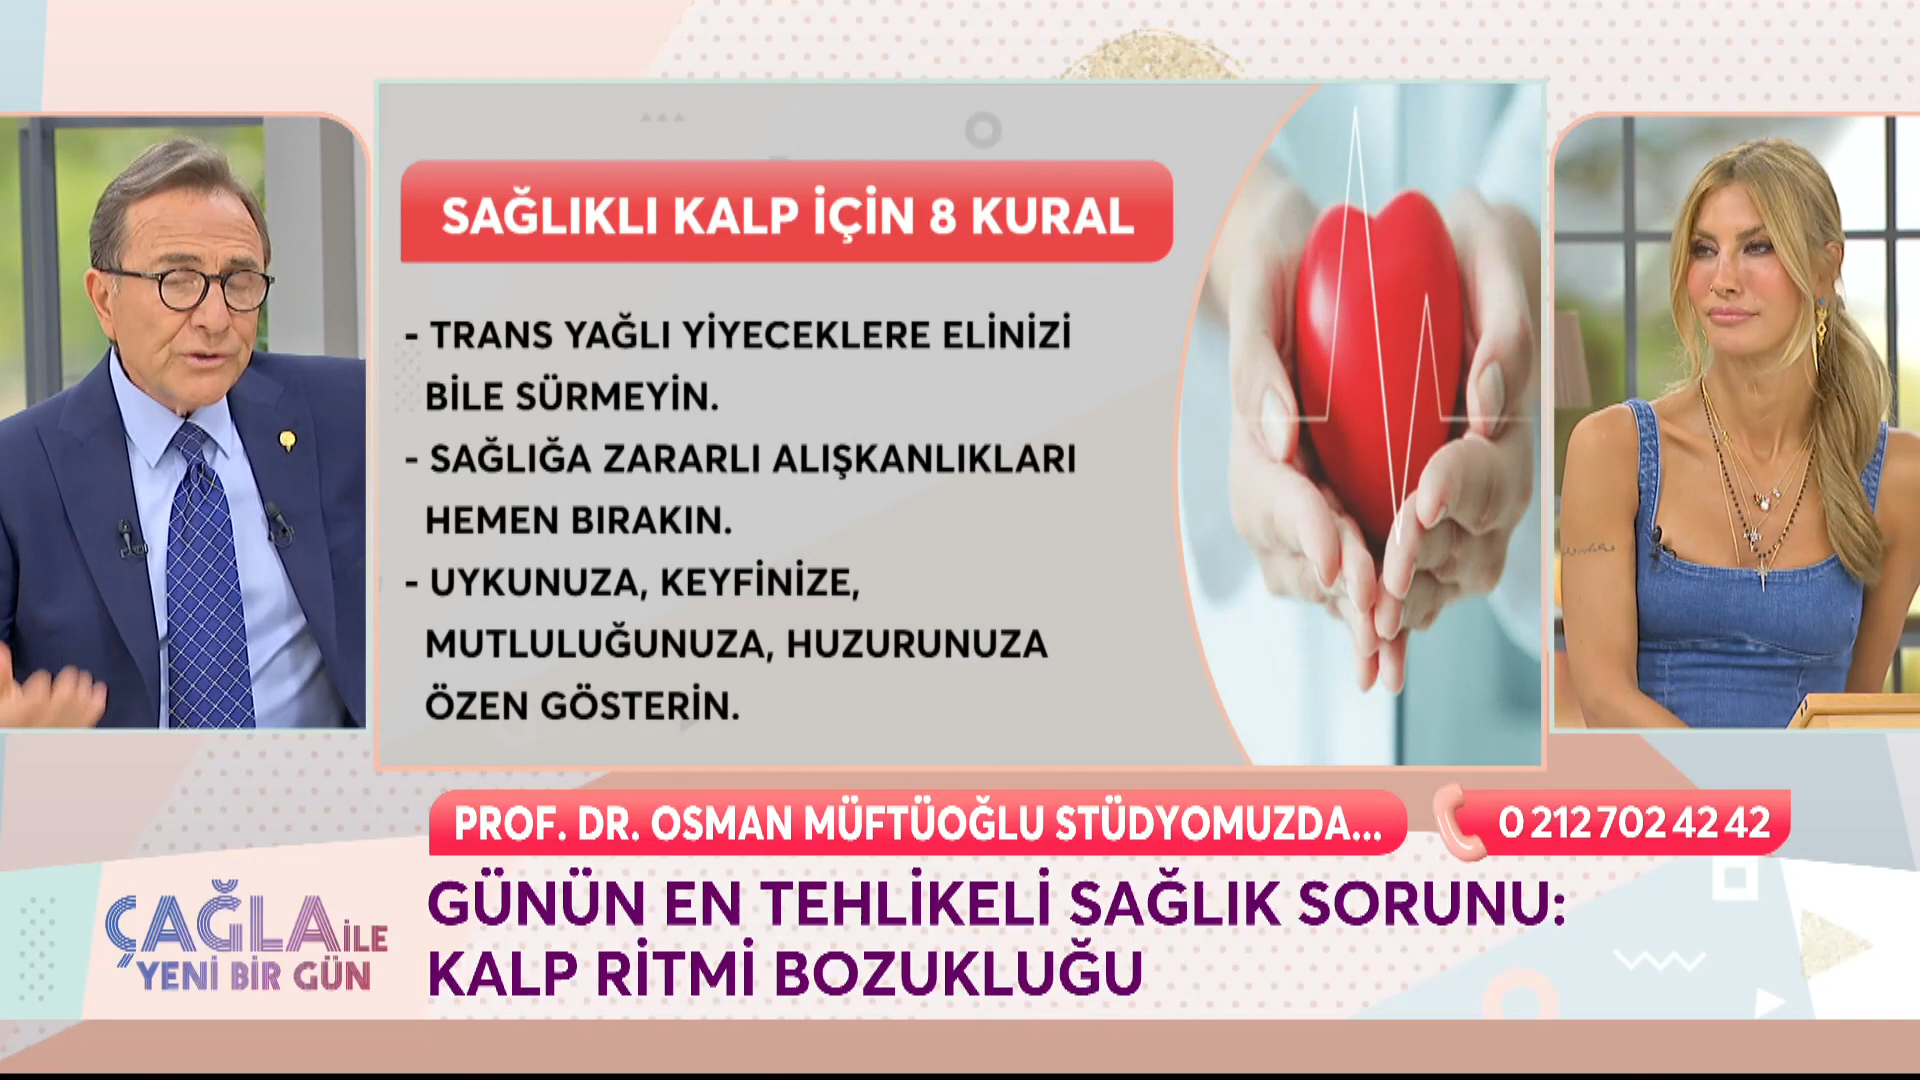 SAĞLIKLI KALP İÇİN 8 KURAL
- TRANS YAĞLI YİYECEKLERE ELİNİZİ
BİLE SÜRMEYİN.
- SAĞLIĞA ZARARLI ALIŞKANLIKLARI
HEMEN BIRAKIN.
- UYKUNUZA, KEYFİNİZE,
MUTLULUĞUNUZA, HUZURUNUZA
ÖZEN GÖSTERİN.
PROF. DR. OSMAN MÜFTÜOĞLU STÜDYOMUZDA...
0 212 702 42 42
GÜNÜN EN TEHLİKELİ SAĞLIK SORUNU:
KALP RİTMİ BOZUKLUĞU
ÇAĞLA İLE
YENİ BİR GÜN